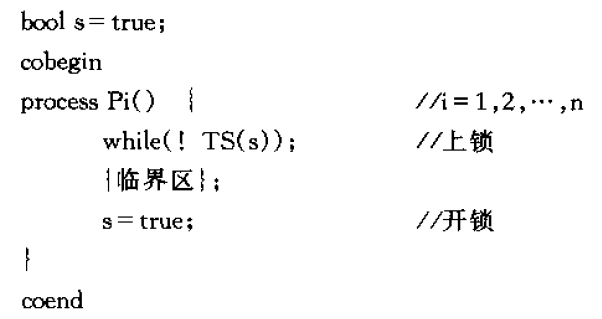 bool s=true;
cobegin
process Pi() { //i=1,2,…,n
while(! TS(s)); //上锁
{临界区};
s=true; //开锁
}
coend